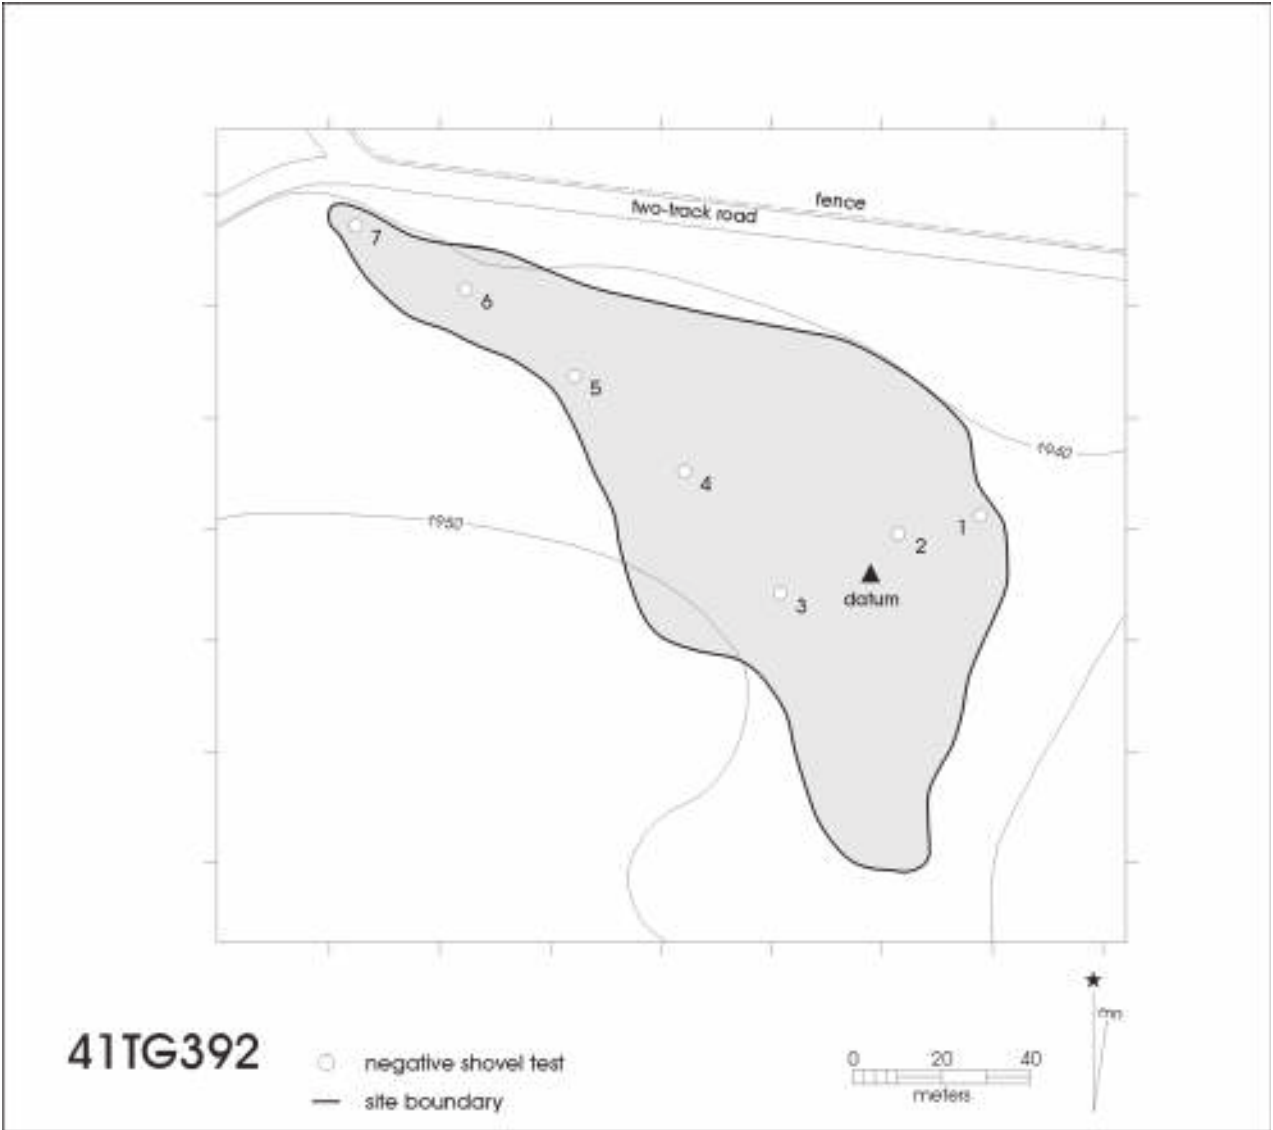 fence
two-track road
7
6
5
1940
4
1950
1
2
datum
3
mn
41TG392
negative shovel test
site boundary
0 20 40
meters